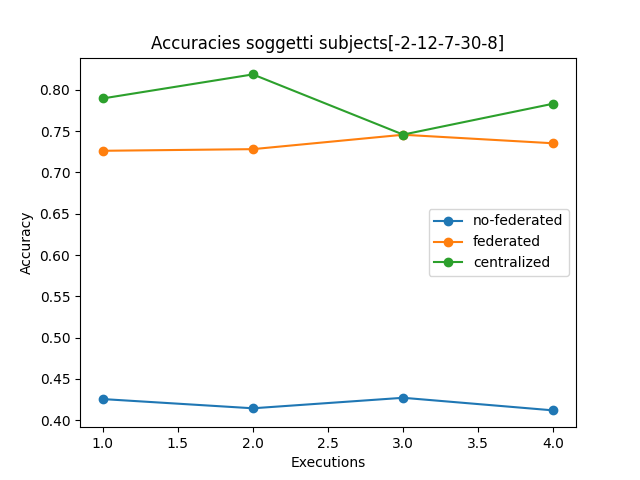 Accuracies soggetti subjects[-2-12-7-30-8]
0.80
0.75
0.70
0.65
0.60
0.55
0.50
0.45
0.40
Accuracy
no-federated
federated
centralized
1.0 1.5 2.0 2.5 3.0 3.5 4.0
Executions